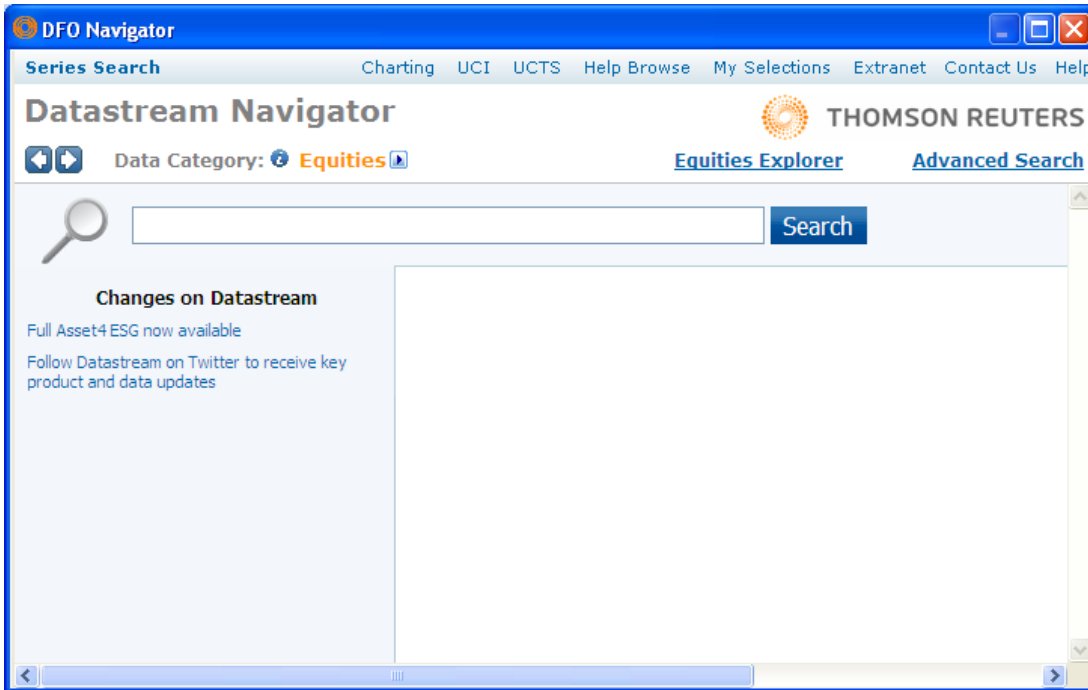 DFO Navigator
Series Search Charting UCI UCTS Help Browse My Selections Extranet Contact Us Help
Datastream Navigator
THOMSON REUTERS
Data Category: Equities Equities Explorer Advanced Search
Search
Changes on Datastream
Full Asset4 ESG now available
Follow Datastream on Twitter to receive key
product and data updates